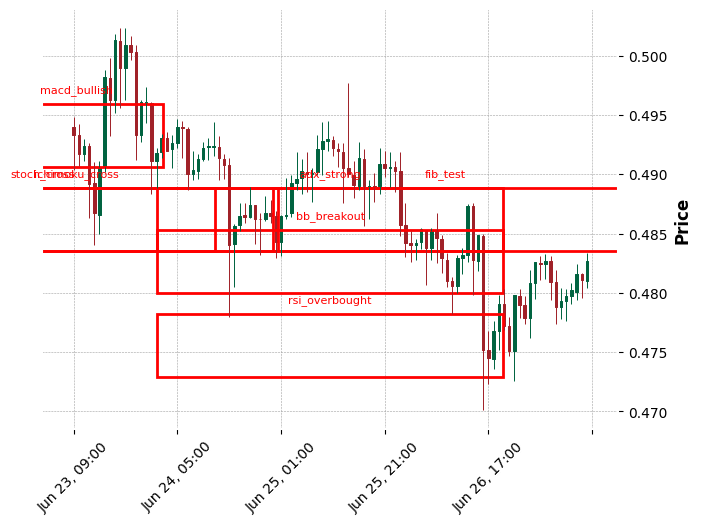 0.500
macd_bullish
0.495
0.490
ichimoku_cross
adx_strong
fib_test
bb_breakout
0.485
Price
0.480
rsi_overbought
0.475
0.470
Jun 23, 09:00
Jun 24, 05:00
Jun 25, 01:00
Jun 25, 21:00
Jun 26, 17:00